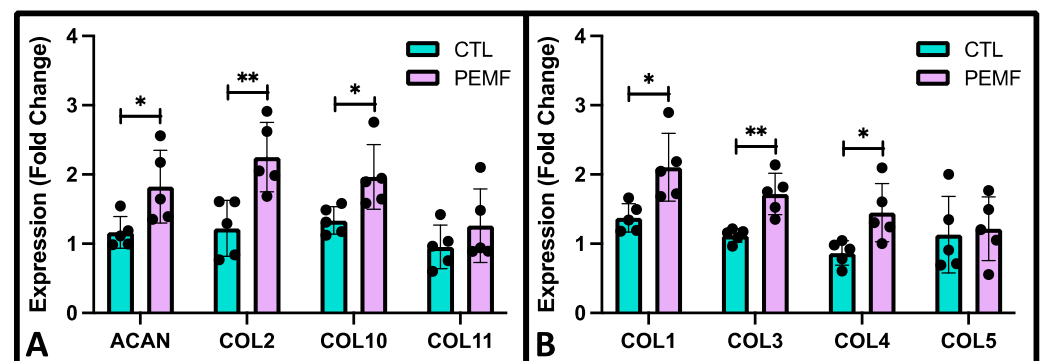 Expression (Fold Change)
4
3
2
1
0
CTL
PEMF
*
**
*
ACAN COL2 COL10 COL11
A
Expression (Fold Change)
4
3
2
1
0
CTL
PEMF
*
**
*
COL1 COL3 COL4 COL5
B